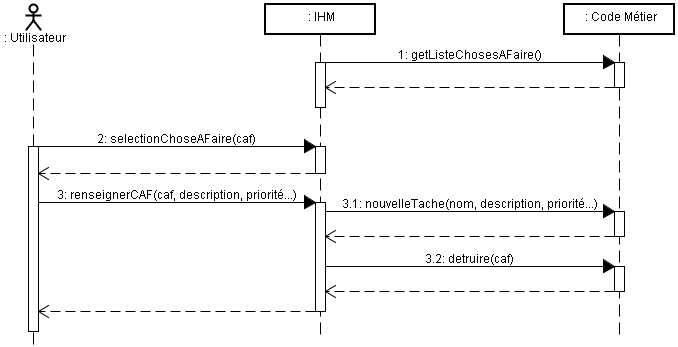 : Utilisateur
: IHM
: Code Métier
1: getListeChosesAFaire()
2: selectionChoseAFaire(caf)
3: renseignerCAF(caf, description, priorité...)
3.1: nouvelleTache(nom, description, priorité...)
3.2: detruire(caf)